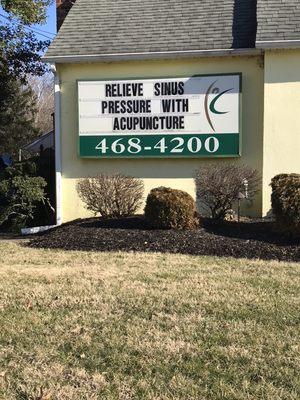 RELIEVE SINUS
PRESSURE WITH
ACUPUNCTURE
468-4200